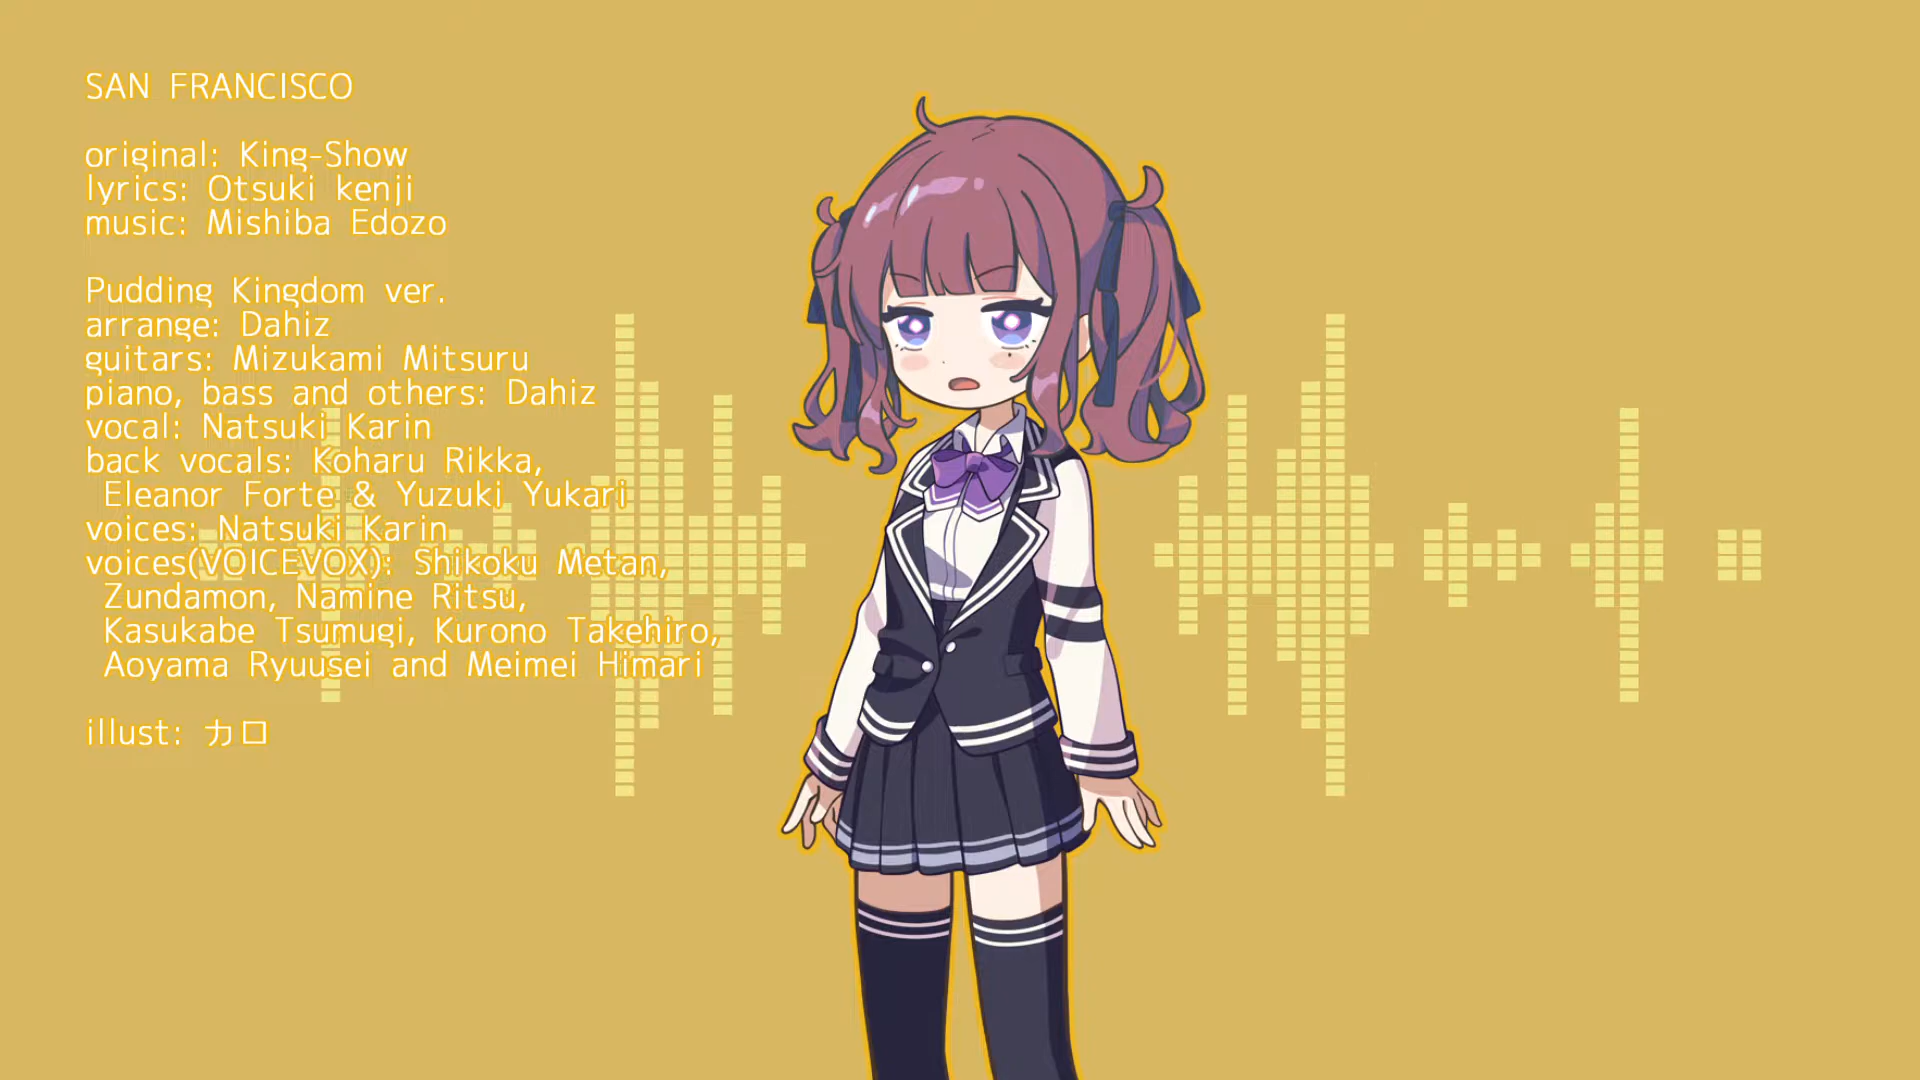 SAN FRANCISCO
original: King-Show
lyrics: Otsuki kenji
music: Mishiba Edozo
Pudding Kingdom ver.
arrange: Dahiz
guitars: Mizukami Mitsuru
piano, bass and others: Dahiz
vocal: Natsuki Karin
back vocals: Koharu Rikka,
Eleanor Forte & Yuzuki Yukari
voices: Natsuki Karin
voices(VOICEVOX): Shikoku Metan,
Zundamon, Namine Ritsu,
Kasukabe Tsumugi, Kurono Takehiro,
Aoyama Ryuusei and Meimei Himari
illust: カロ